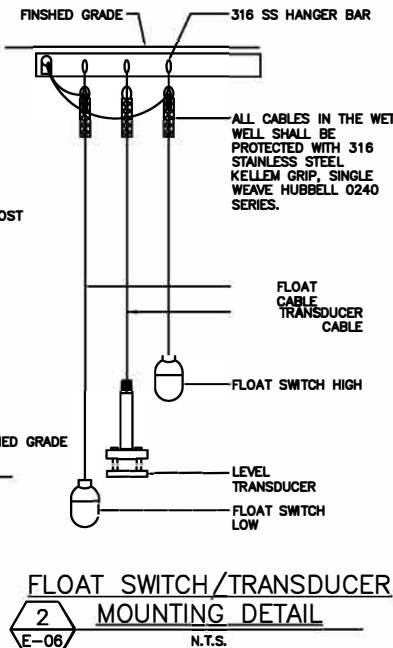 FINSHED GRADE
316 SS HANGER BAR
ALL CABLES IN THE WET
WELL SHALL BE
PROTECTED WITH 316
STAINLESS STEEL
KELLEM GRIP, SINGLE
WEAVE HUBBELL 0240
SERIES.
OST
FLOAT
CABLE
TRANSDUCER
CABLE
FLOAT SWITCH HIGH
HED GRADE
LEVEL
TRANSDUCER
FLOAT SWITCH
LOW
FLOAT SWITCH/TRANSDUCER
MOUNTING DETAIL
2
E-06
N.T.S.